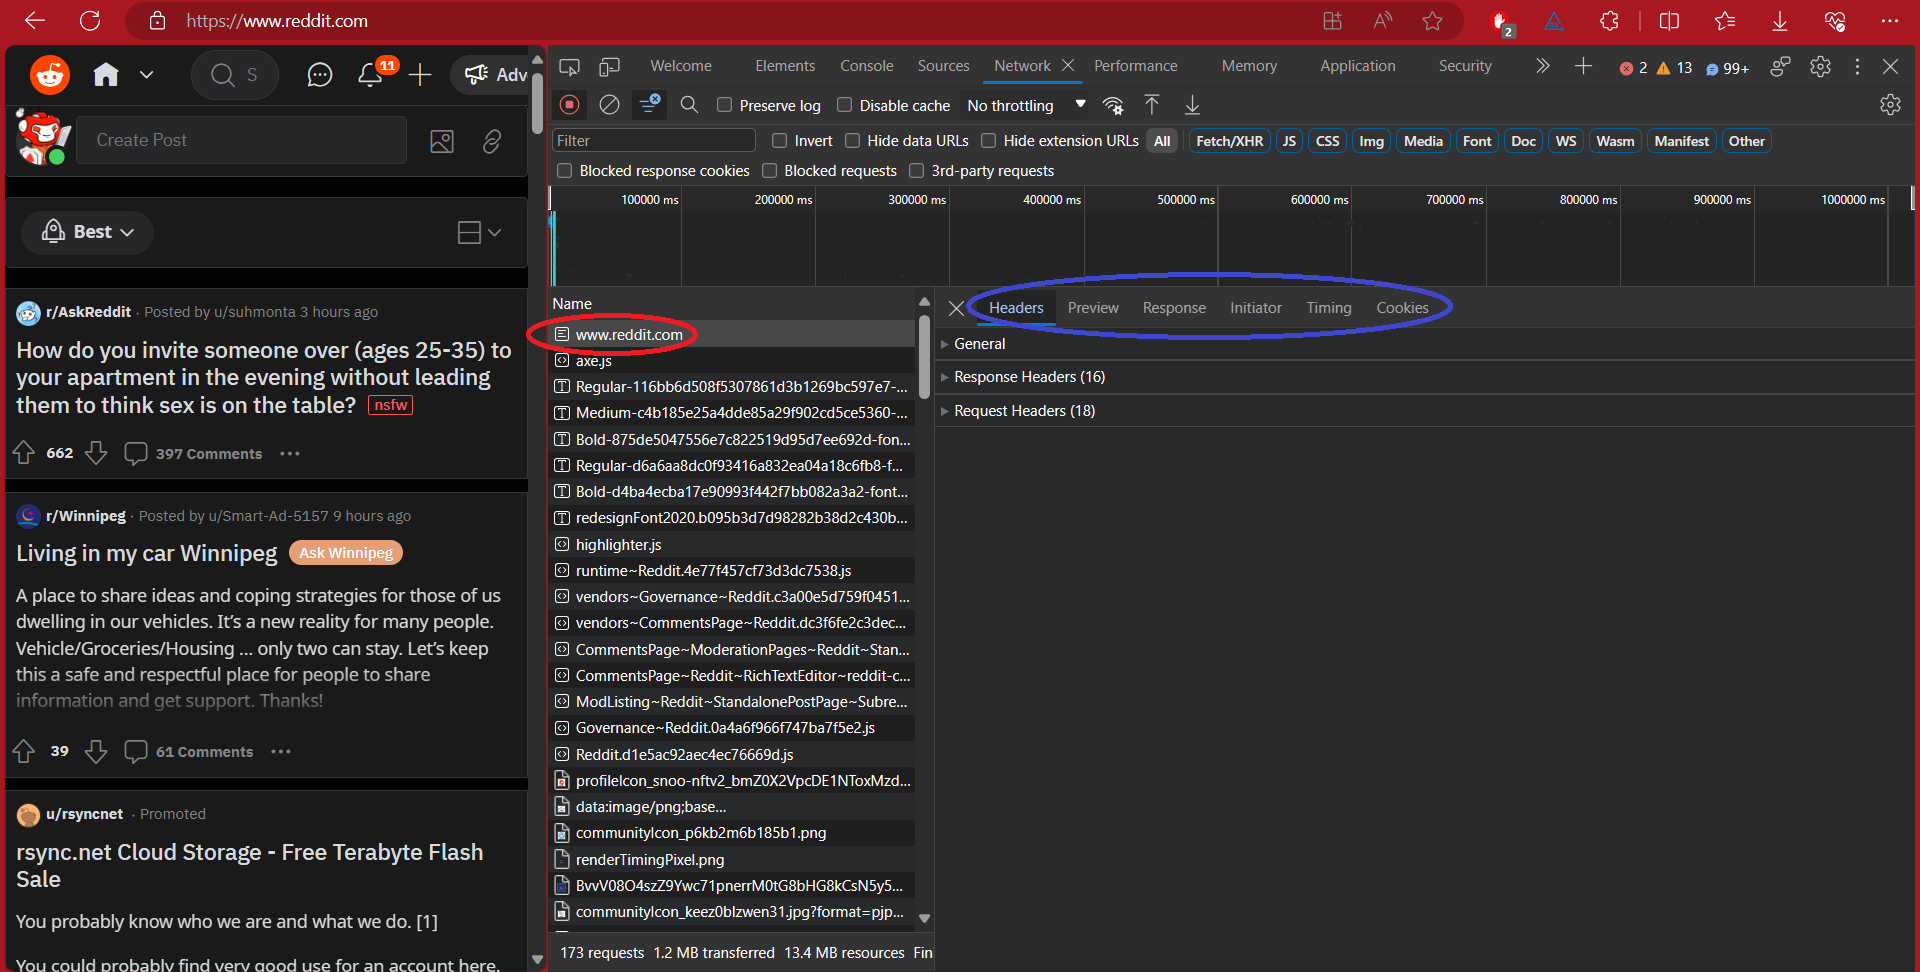 https://www.reddit.com
2
S
11
Adv
Create Post
Best
r/AskReddit · Posted by u/suhmonta 3 hours ago
How do you invite someone over (ages 25-35) to
your apartment in the evening without leading
them to think sex is on the table? nsfw
662
397 Comments
r/Winnipeg · Posted by u/Smart-Ad-5157 9 hours ago
Living in my car Winnipeg Ask Winnipeg
A place to share ideas and coping strategies for those of us
dwelling in our vehicles. It's a new reality for many people.
Vehicle/Groceries/Housing ... only two can stay. Let's keep
this a safe and respectful place for people to share
information and get support. Thanks!
39
61 Comments
u/rsyncnet · Promoted
rsync.net Cloud Storage - Free Terabyte Flash
Sale
You probably know who we are and what we do. [1]
You could probably find very good use for an account here.
Welcome Elements Console Sources Network Performance Memory Application Security 2 13 99+
Preserve log Disable cache No throttling
Filter Invert Hide data URLs Hide extension URLs All Fetch/XHR JS CSS Img Media Font Doc WS Wasm Manifest Other
Blocked response cookies Blocked requests 3rd-party requests
100000 ms 200000 ms 300000 ms 400000 ms 500000 ms 600000 ms 700000 ms 800000 ms 900000 ms 1000000 ms
Name
www.reddit.com
axe.js
Regular-116bb6d508f5307861d3b1269bc597e7-...
Medium-c4b185e25a4dde85a29f902cd5ce5360-...
Bold-875de5047556e7c822519d95d7ee692d-fon...
Regular-d6a6aa8dc0f93416a832ea04a18c6fb8-f...
Bold-d4ba4ecba17e90993f442f7bb082a3a2-font...
redesignFont2020.b095b3d7d98282b38d2c430b...
highlighter.js
runtime~Reddit.4e77f457cf73d3dc7538.js
vendors~Governance~Reddit.c3a00e5d759f0451...
vendors~CommentsPage~Reddit.dc3f6fe2c3dec...
CommentsPage~ModerationPages~Reddit~Stan...
CommentsPage~Reddit~RichTextEditor~reddit-c...
ModListing~Reddit~StandalonePostPage~Subre...
Governance~Reddit.0a4a6f966f747ba7f5e2.js
Reddit.d1e5ac92aec4ec76669d.js
profileIcon_snoo-nftv2_bmZ0X2VpcDE1NToxMzd...
data:image/png;base...
communityIcon_p6kb2m6b185b1.png
renderTimingPixel.png
BvvV08O4szZ9Ywc71pnerrM0tG8bHG8kCsN5y5...
communityIcon_keez0blzwen31.jpg?format=pjp...
173 requests 1.2 MB transferred 13.4 MB resources Fin
Headers Preview Response Initiator Timing Cookies
General
Response Headers (16)
Request Headers (18)